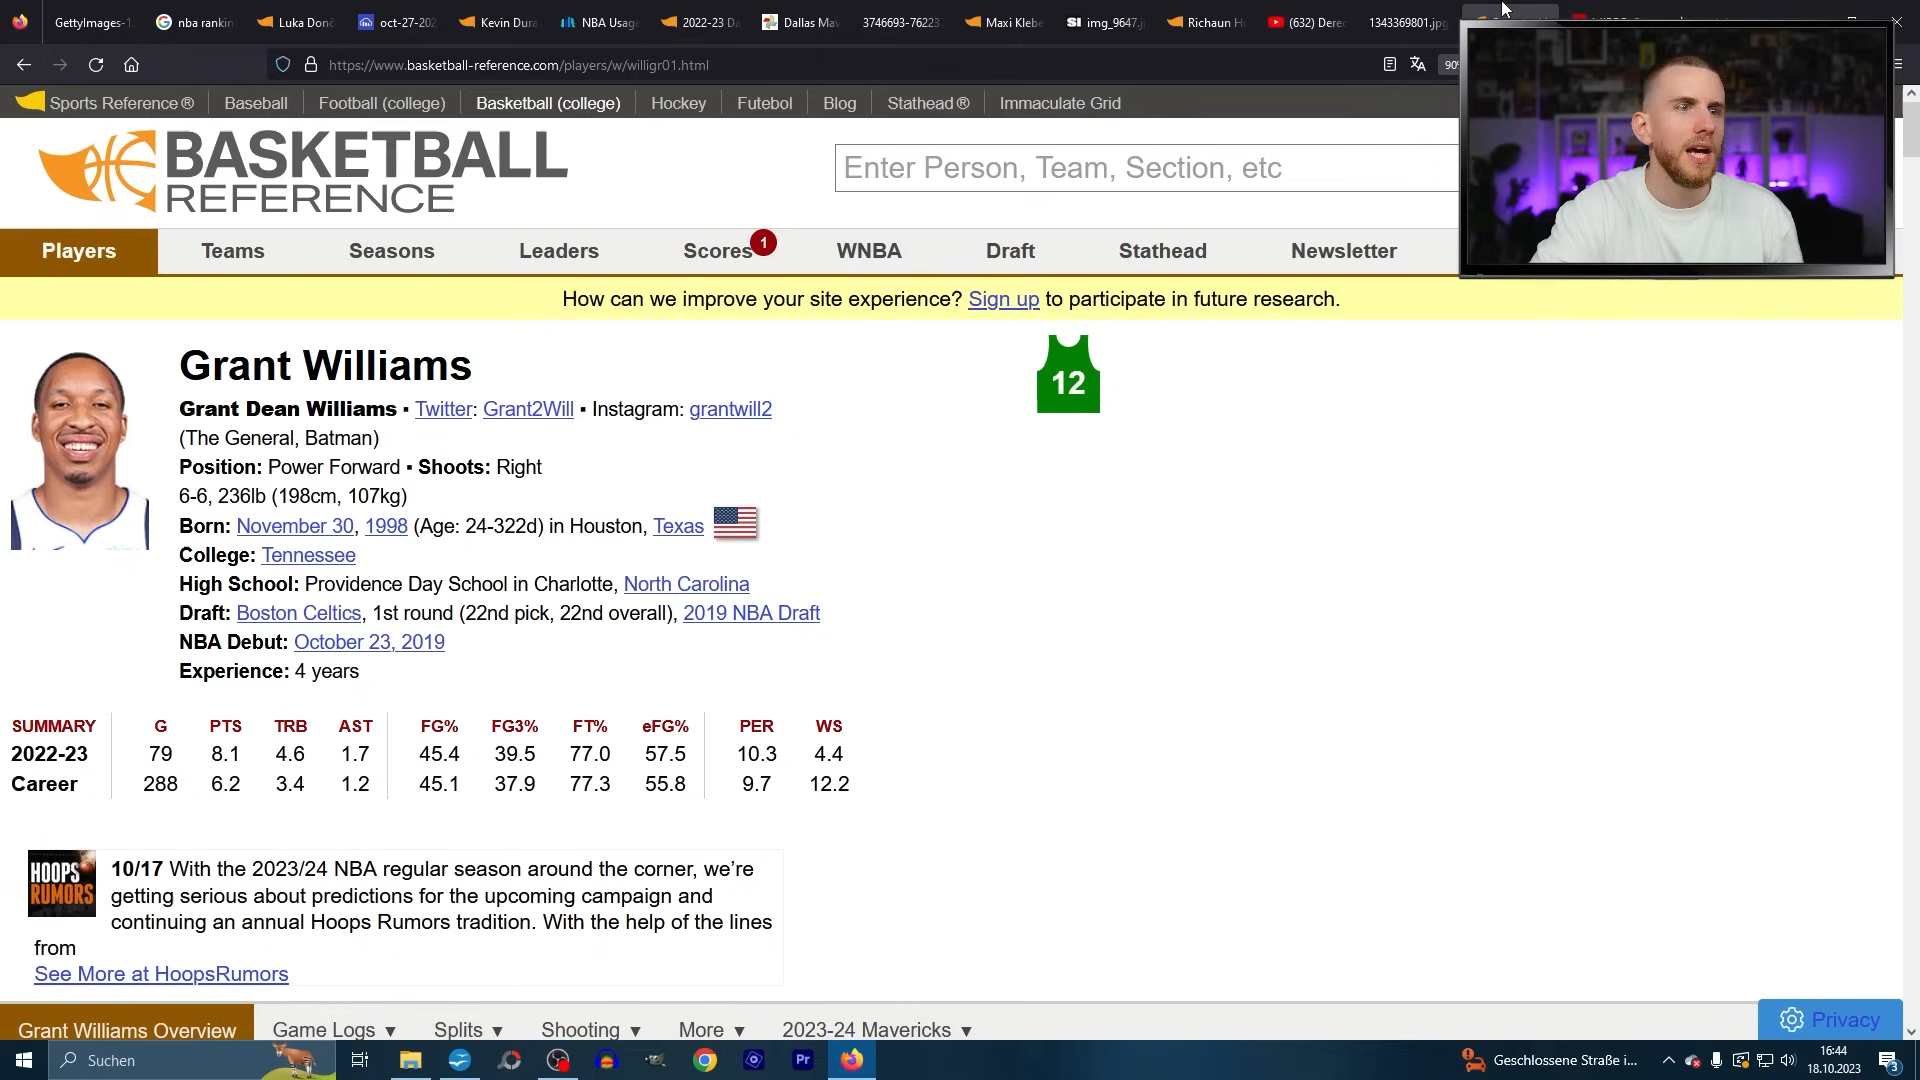 GettyImages-1
nba rankin
Luka Donč
oct-27-202
Kevin Dura
NBA Usage
2022-23 Da
Dallas Mav
3746693-76223
Maxi Klebe
SI img_9647.j
Richaun H
(632) Derec
1343369801.jpg
https://www.basketball-reference.com/players/w/willigr01.html
90%
Sports Reference ®
Baseball
Football (college)
Basketball (college)
Hockey
Futebol
Blog
Stathead ®
Immaculate Grid
BASKETBALL
REFERENCE
Enter Person, Team, Section, etc
Players
Teams
Seasons
Leaders
Scores 1
WNBA
Draft
Stathead
Newsletter
How can we improve your site experience? Sign up to participate in future research.
Grant Williams
12
Grant Dean Williams ▪ Twitter: Grant2Will ▪ Instagram: grantwill2
(The General, Batman)
Position: Power Forward ▪ Shoots: Right
6-6, 236lb (198cm, 107kg)
Born: November 30, 1998 (Age: 24-322d) in Houston, Texas
College: Tennessee
High School: Providence Day School in Charlotte, North Carolina
Draft: Boston Celtics, 1st round (22nd pick, 22nd overall), 2019 NBA Draft
NBA Debut: October 23, 2019
Experience: 4 years
SUMMARY G PTS TRB AST FG% FG3% FT% eFG% PER WS
2022-23 79 8.1 4.6 1.7 45.4 39.5 77.0 57.5 10.3 4.4
Career 288 6.2 3.4 1.2 45.1 37.9 77.3 55.8 9.7 12.2
HOOPS
RUMORS
10/17 With the 2023/24 NBA regular season around the corner, we're
getting serious about predictions for the upcoming campaign and
continuing an annual Hoops Rumors tradition. With the help of the lines
from
See More at HoopsRumors
Grant Williams Overview
Game Logs ▼
Splits ▼
Shooting ▼
More ▼
2023-24 Mavericks ▼
Privacy
Suchen
Pr
Geschlossene Straße i...
16:44
18.10.2023
3